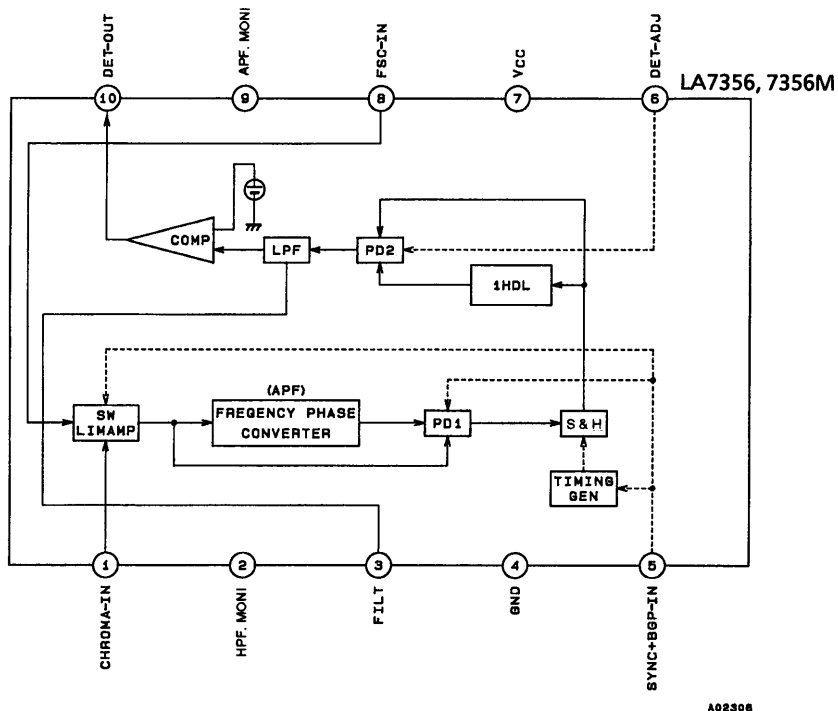 DET-OUT
APF. MONI
FSC-IN
VCC
DET-ADJ
LA7356, 7356M
10
9
8
7
6
COMP
LPF
PD2
1HDL
(APF)
SW
LIMAMP
FREGENCY PHASE
CONVERTER
PD1
S&H
TIMING
GEN
1
2
3
4
5
CHROMA-IN
HPF. MONI
FILT
GND
SYNC+BGP-IN
A02306